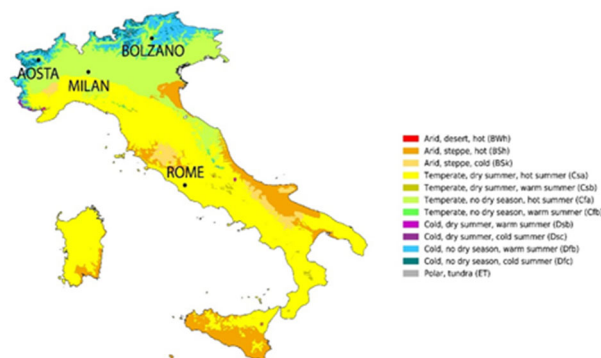 BOLZANO
AOSTA
MILAN
ROME
Arid, desert, hot (BWh)
Arid, steppe, hot (BSh)
Arid, steppe, cold (BSk)
Temperate, dry summer, hot summer (Csa)
Temperate, dry summer, warm summer (Csb)
Temperate, no dry season, hot summer (Cfa)
Temperate, no dry season, warm summer (Cfb)
Cold, dry summer, warm summer (Dsb)
Cold, dry summer, cold summer (Dsc)
Cold, no dry season, warm summer (Dfb)
Cold, no dry season, cold summer (Dfc)
Polar, tundra (ET)